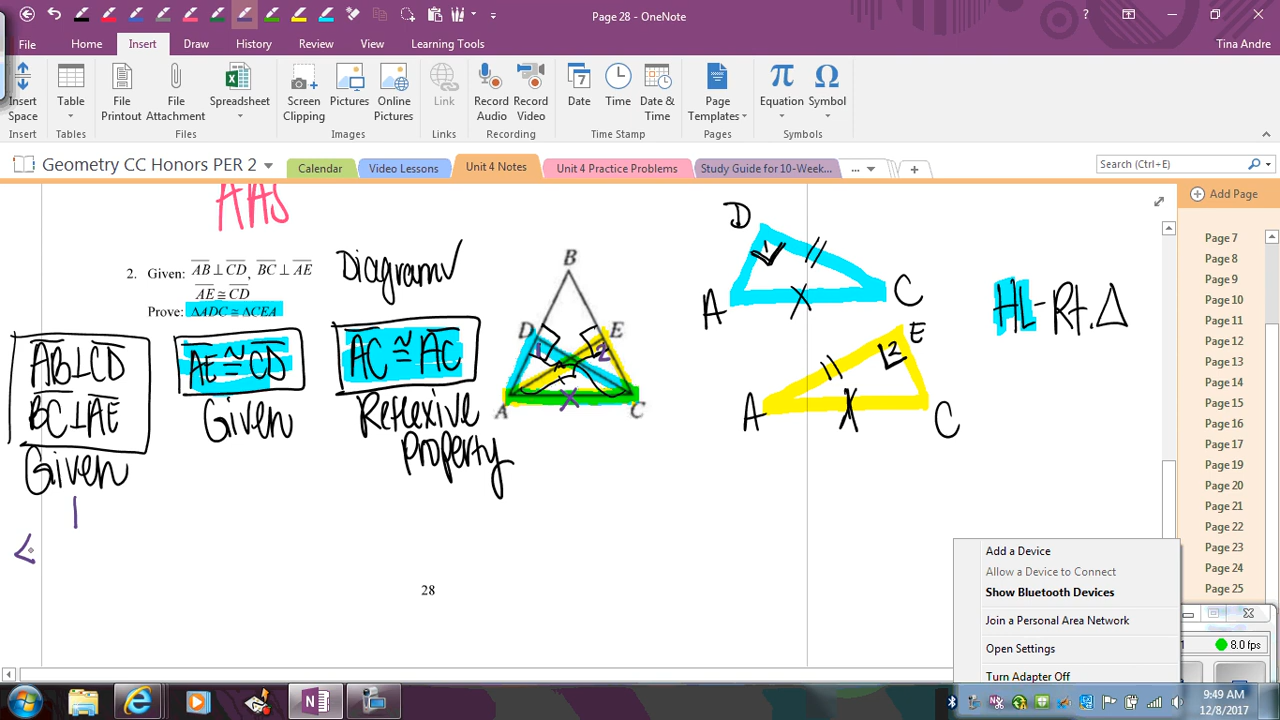 Page 28 - OneNote
Tina Andre
File Home Insert Draw History Review View Learning Tools
Insert Space
Table
File Printout
File Attachment
Spreadsheet
Screen Clipping
Pictures
Online Pictures
Link
Record Audio
Record Video
Date
Time
Date & Time
Page Templates
Equation
Symbol
Insert Tables Files Images Links Recording Time Stamp Pages Symbols
Geometry CC Honors PER 2
Calendar Video Lessons Unit 4 Notes Unit 4 Practice Problems Study Guide for 10-Week...
Search (Ctrl+E)
Add Page
Page 7
Page 8
Page 9
Page 10
Page 11
Page 12
Page 13
Page 14
Page 15
Page 16
Page 17
Page 19
Page 20
Page 21
Page 22
Page 23
Page 24
Page 25
AAS
2. Given: AB ⊥ CD, BC ⊥ AE
AE ≅ CD
Prove: ΔADC ≅ ΔCEA
Diagram✓
AB⊥CD
BC⊥AE
Given
AE≅CD
Given
AC ≅ AC
Reflexive
Property
B
D
E
1
2
A
X
C
D
1
A
C
E
2
A
C
HL-Rt.Δ
28
Add a Device
Allow a Device to Connect
Show Bluetooth Devices
Join a Personal Area Network
Open Settings
Turn Adapter Off
8.0 fps
9:49 AM
12/8/2017